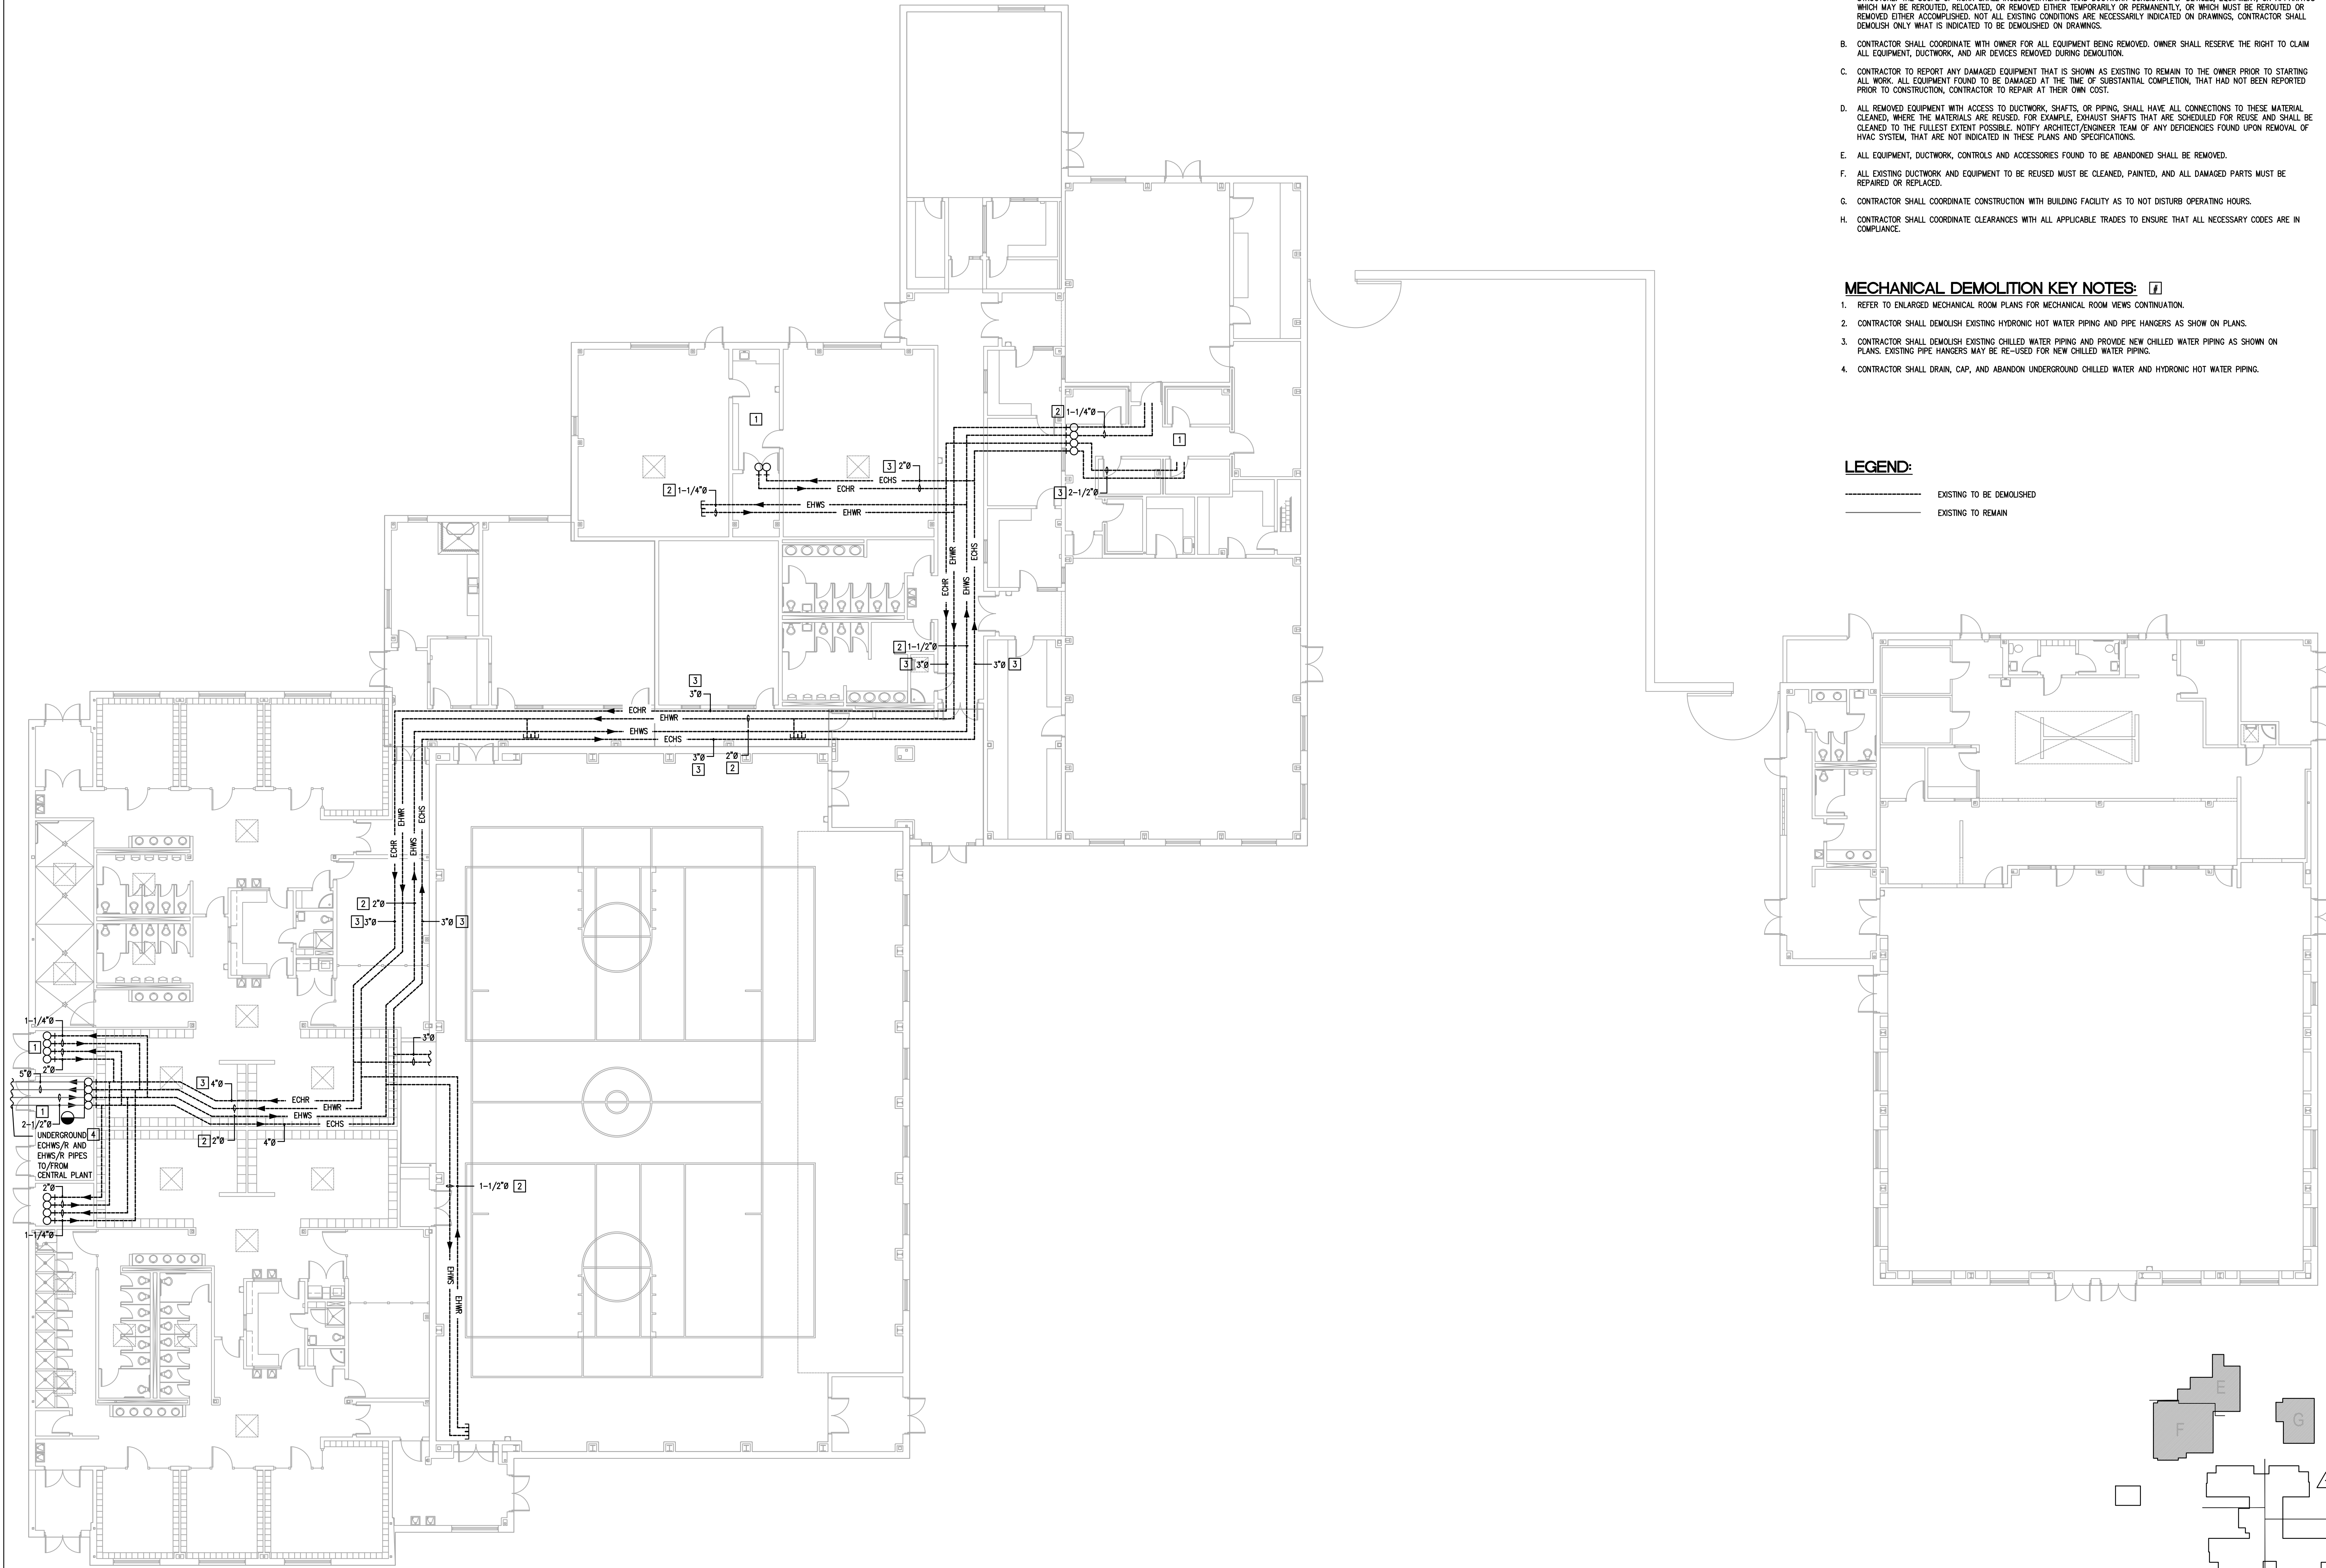 WHICH MAY BE REROUTED, RELOCATED, OR REMOVED EITHER TEMPORARILY OR PERMANENTLY, OR WHICH MUST BE REROUTED OR
REMOVED EITHER ACCOMPLISHED. NOT ALL EXISTING CONDITIONS ARE NECESSARILY INDICATED ON DRAWINGS, CONTRACTOR SHALL
DEMOLISH ONLY WHAT IS INDICATED TO BE DEMOLISHED ON DRAWINGS.
B. CONTRACTOR SHALL COORDINATE WITH OWNER FOR ALL EQUIPMENT BEING REMOVED. OWNER SHALL RESERVE THE RIGHT TO CLAIM
ALL EQUIPMENT, DUCTWORK, AND AIR DEVICES REMOVED DURING DEMOLITION.
C. CONTRACTOR TO REPORT ANY DAMAGED EQUIPMENT THAT IS SHOWN AS EXISTING TO REMAIN TO THE OWNER PRIOR TO STARTING
ALL WORK. ALL EQUIPMENT FOUND TO BE DAMAGED AT THE TIME OF SUBSTANTIAL COMPLETION, THAT HAD NOT BEEN REPORTED
PRIOR TO CONSTRUCTION, CONTRACTOR TO REPAIR AT THEIR OWN COST.
D. ALL REMOVED EQUIPMENT WITH ACCESS TO DUCTWORK, SHAFTS, OR PIPING, SHALL HAVE ALL CONNECTIONS TO THESE MATERIAL
CLEANED, WHERE THE MATERIALS ARE REUSED. FOR EXAMPLE, EXHAUST SHAFTS THAT ARE SCHEDULED FOR REUSE AND SHALL BE
CLEANED TO THE FULLEST EXTENT POSSIBLE. NOTIFY ARCHITECT/ENGINEER TEAM OF ANY DEFICIENCIES FOUND UPON REMOVAL OF
HVAC SYSTEM, THAT ARE NOT INDICATED IN THESE PLANS AND SPECIFICATIONS.
E. ALL EQUIPMENT, DUCTWORK, CONTROLS AND ACCESSORIES FOUND TO BE ABANDONED SHALL BE REMOVED.
F. ALL EXISTING DUCTWORK AND EQUIPMENT TO BE REUSED MUST BE CLEANED, PAINTED, AND ALL DAMAGED PARTS MUST BE
REPAIRED OR REPLACED.
G. CONTRACTOR SHALL COORDINATE CONSTRUCTION WITH BUILDING FACILITY AS TO NOT DISTURB OPERATING HOURS.
H. CONTRACTOR SHALL COORDINATE CLEARANCES WITH ALL APPLICABLE TRADES TO ENSURE THAT ALL NECESSARY CODES ARE IN
COMPLIANCE.
MECHANICAL DEMOLITION KEY NOTES: #
1. REFER TO ENLARGED MECHANICAL ROOM PLANS FOR MECHANICAL ROOM VIEWS CONTINUATION.
2. CONTRACTOR SHALL DEMOLISH EXISTING HYDRONIC HOT WATER PIPING AND PIPE HANGERS AS SHOW ON PLANS.
3. CONTRACTOR SHALL DEMOLISH EXISTING CHILLED WATER PIPING AND PROVIDE NEW CHILLED WATER PIPING AS SHOWN ON
PLANS. EXISTING PIPE HANGERS MAY BE RE-USED FOR NEW CHILLED WATER PIPING.
4. CONTRACTOR SHALL DRAIN, CAP, AND ABANDON UNDERGROUND CHILLED WATER AND HYDRONIC HOT WATER PIPING.
LEGEND:
EXISTING TO BE DEMOLISHED
EXISTING TO REMAIN
2 1-1/4"Ø
1
1
3 2"Ø
ECHS
ECHR
2 1-1/4"Ø
3 2-1/2"Ø
EHWS
EHWR
EHWR
ECHS
ECHR
EHWS
2 1-1/2"Ø
3 3"Ø
3"Ø 3
3
3"Ø
ECHR
EHWR
EHWS
ECHS
3"Ø
3
2"Ø
2
ECHR
EHWR
EHWS
ECHS
2 2"Ø
3 3"Ø
3"Ø 3
1-1/4"Ø
1
2"Ø
3"Ø
5"Ø
3 4"Ø
ECHR
EHWR
EHWS
ECHS
1
2-1/2"Ø
2 2"Ø
4"Ø
UNDERGROUND 4
ECHWS/R AND
EHWS/R PIPES
TO/FROM
CENTRAL PLANT
2"Ø
1-1/4"Ø
1-1/2"Ø 2
EHWS
EHWR
E
F
G